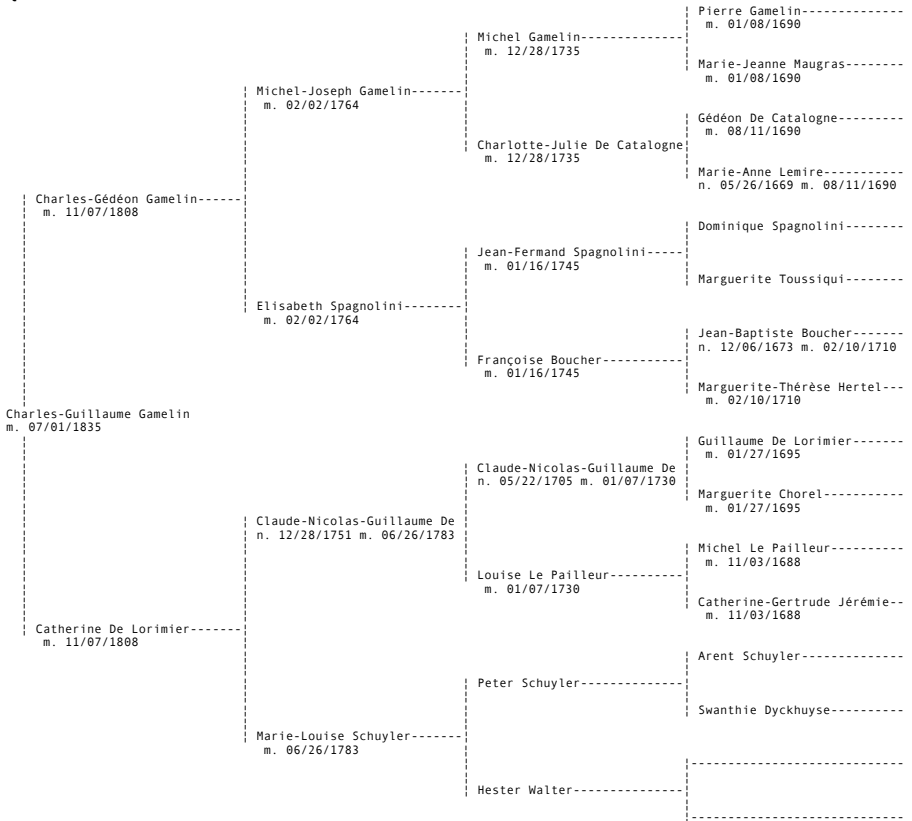 Pierre Gamelin--------------
m. 01/08/1690
Michel Gamelin--------------
m. 12/28/1735
Marie-Jeanne Maugras--------
m. 01/08/1690
Michel-Joseph Gamelin-------
m. 02/02/1764
Gédéon De Catalogne---------
m. 08/11/1690
Charlotte-Julie De Catalogne
m. 12/28/1735
Marie-Anne Lemire-----------
n. 05/26/1669 m. 08/11/1690
Charles-Gédéon Gamelin------
m. 11/07/1808
Dominique Spagnolini--------
Jean-Fermand Spagnolini-----
m. 01/16/1745
Marguerite Toussiqui--------
Elisabeth Spagnolini--------
m. 02/02/1764
Jean-Baptiste Boucher-------
n. 12/06/1673 m. 02/10/1710
Françoise Boucher-----------
m. 01/16/1745
Marguerite-Thérèse Hertel---
m. 02/10/1710
Charles-Guillaume Gamelin
m. 07/01/1835
Guillaume De Lorimier-------
m. 01/27/1695
Claude-Nicolas-Guillaume De
n. 05/22/1705 m. 01/07/1730
Marguerite Chorel-----------
m. 01/27/1695
Claude-Nicolas-Guillaume De
n. 12/28/1751 m. 06/26/1783
Michel Le Pailleur----------
m. 11/03/1688
Louise Le Pailleur----------
m. 01/07/1730
Catherine-Gertrude Jérémie--
m. 11/03/1688
Catherine De Lorimier-------
m. 11/07/1808
Arent Schuyler--------------
Peter Schuyler--------------
Swanthie Dyckhuyse----------
Marie-Louise Schuyler-------
m. 06/26/1783
Hester Walter---------------